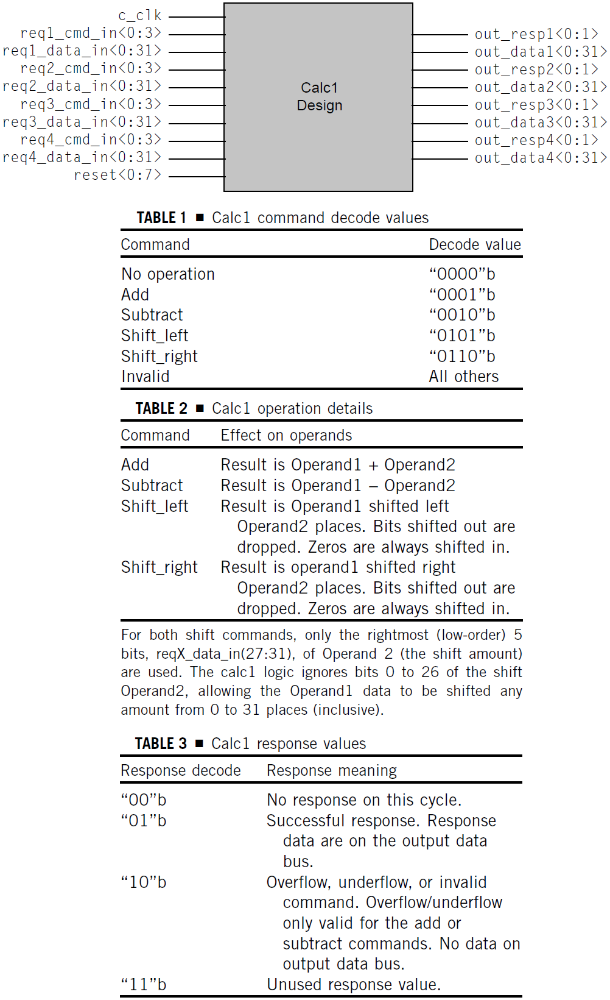 c_clk
req1_cmd_in<0:3>
req1_data_in<0:31>
req2_cmd_in<0:3>
req2_data_in<0:31>
req3_cmd_in<0:3>
req3_data_in<0:31>
req4_cmd_in<0:3>
req4_data_in<0:31>
reset<0:7>
Calc1
Design
out_resp1<0:1>
out_data1<0:31>
out_resp2<0:1>
out_data2<0:31>
out_resp3<0:1>
out_data3<0:31>
out_resp4<0:1>
out_data4<0:31>
TABLE 1 ■ Calc1 command decode values
Command Decode value
No operation “0000”b
Add “0001”b
Subtract “0010”b
Shift_left “0101”b
Shift_right “0110”b
Invalid All others
TABLE 2 ■ Calc1 operation details
Command Effect on operands
Add Result is Operand1 + Operand2
Subtract Result is Operand1 – Operand2
Shift_left Result is Operand1 shifted left
Operand2 places. Bits shifted out are
dropped. Zeros are always shifted in.
Shift_right Result is operand1 shifted right
Operand2 places. Bits shifted out are
dropped. Zeros are always shifted in.
For both shift commands, only the rightmost (low-order) 5
bits, reqX_data_in(27:31), of Operand 2 (the shift amount)
are used. The calc1 logic ignores bits 0 to 26 of the shift
Operand2, allowing the Operand1 data to be shifted any
amount from 0 to 31 places (inclusive).
TABLE 3 ■ Calc1 response values
Response decode Response meaning
“00”b No response on this cycle.
“01”b Successful response. Response
data are on the output data
bus.
“10”b Overflow, underflow, or invalid
command. Overflow/underflow
only valid for the add or
subtract commands. No data on
output data bus.
“11”b Unused response value.